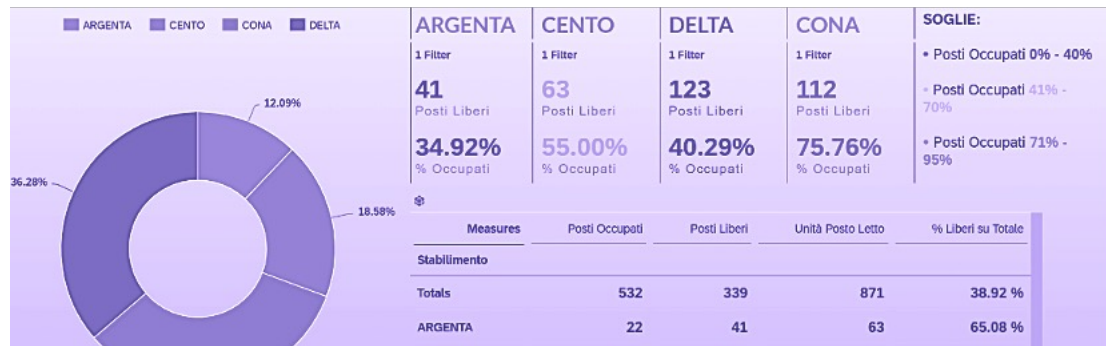 ARGENTA CENTO CONA DELTA
12.09%
36.28%
18.58%
ARGENTA
1 Filter
41
Posti Liberi
34.92%
% Occupati
CENTO
1 Filter
63
Posti Liberi
55.00%
% Occupati
DELTA
1 Filter
123
Posti Liberi
40.29%
% Occupati
CONA
1 Filter
112
Posti Liberi
75.76%
% Occupati
SOGLIE:
• Posti Occupati 0% - 40%
• Posti Occupati 41% -
70%
• Posti Occupati 71% -
95%
Measures Posti Occupati Posti Liberi Unità Posto Letto % Liberi su Totale
Stabilimento
Totals 532 339 871 38.92 %
ARGENTA 22 41 63 65.08 %